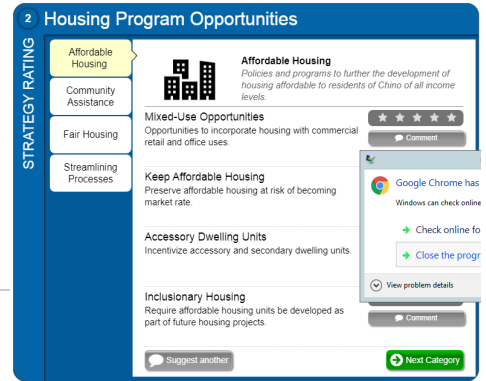 2 Housing Program Opportunities
STRATEGY RATING
Affordable
Housing
Community
Assistance
Fair Housing
Streamlining
Processes
Affordable Housing
Policies and programs to further the development of
housing affordable to residents of Chino of all income
levels.
Mixed-Use Opportunities
Opportunities to incorporate housing with commercial
retail and office uses.
Comment
Keep Affordable Housing
Preserve affordable housing at risk of becoming
market rate.
Accessory Dwelling Units
Incentivize accessory and secondary dwelling units.
Inclusionary Housing
Require affordable housing units be developed as
part of future housing projects.
Comment
Google Chrome has
Windows can check online
Check online fo
Close the progr
View problem details
Suggest another
Next Category